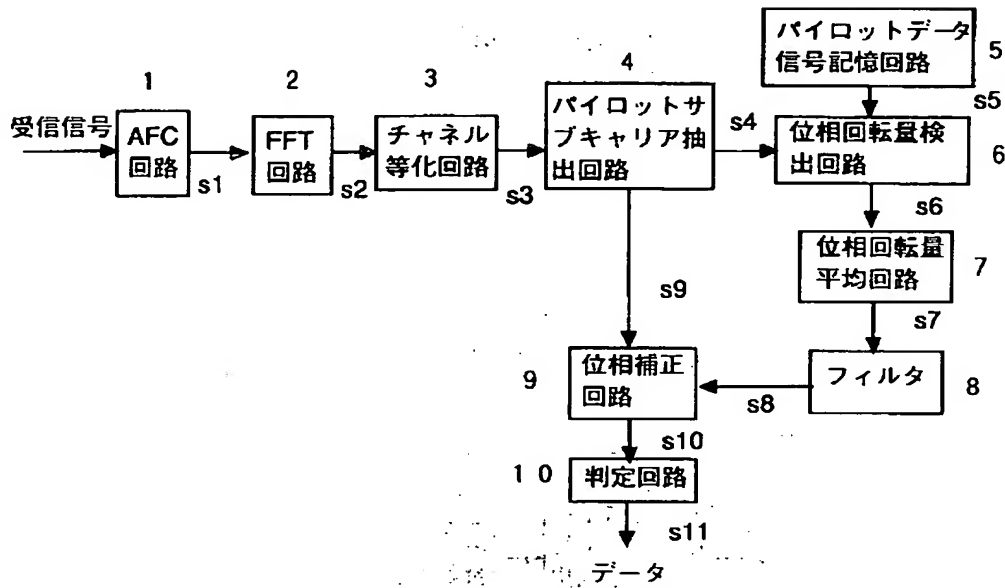 1
2
3
4
5
受信信号
AFC
回路
s1
FFT
回路
s2
チャネル
等化回路
s3
パイロットサ
ブキャリア抽
出回路
s4
パイロットデータ
信号記憶回路
s5
位相回転量検
出回路
6
s6
位相回転量
平均回路
7
s7
フィルタ
8
s8
s9
位相補正
回路
9
s10
判定回路
10
s11
データ